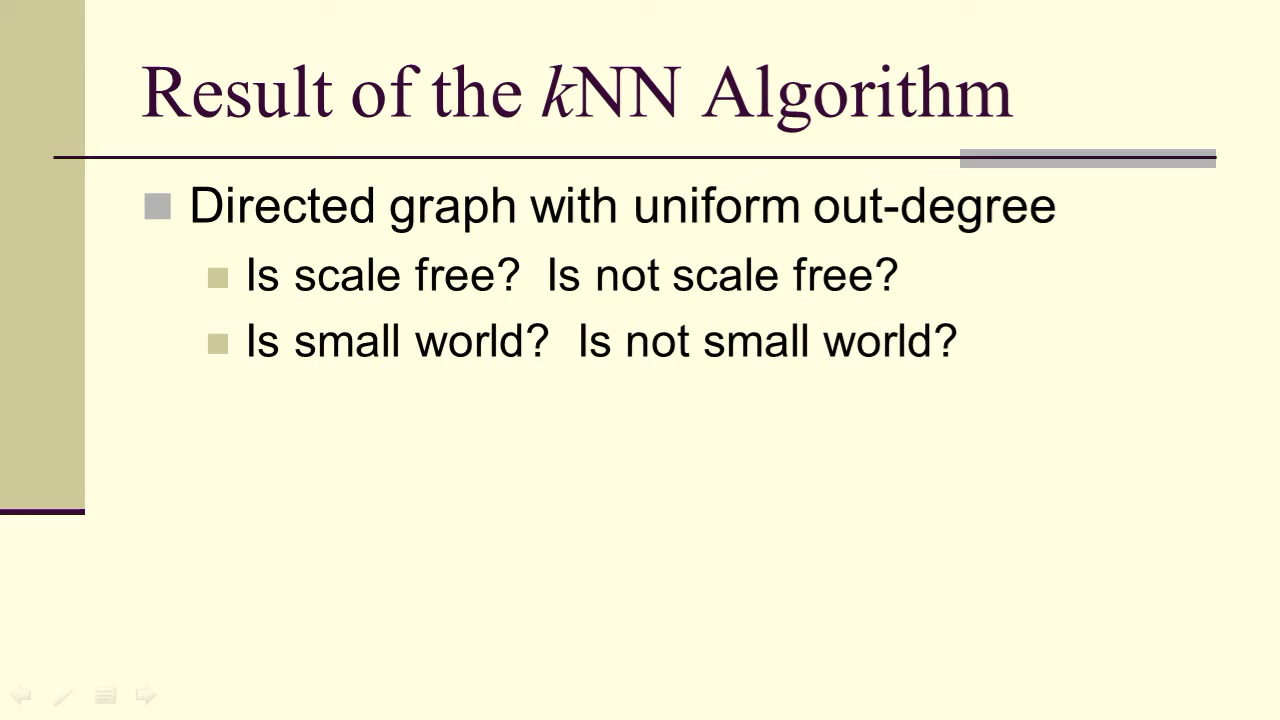 Result of the kNN Algorithm
Directed graph with uniform out-degree
Is scale free?  Is not scale free?
Is small world?  Is not small world?